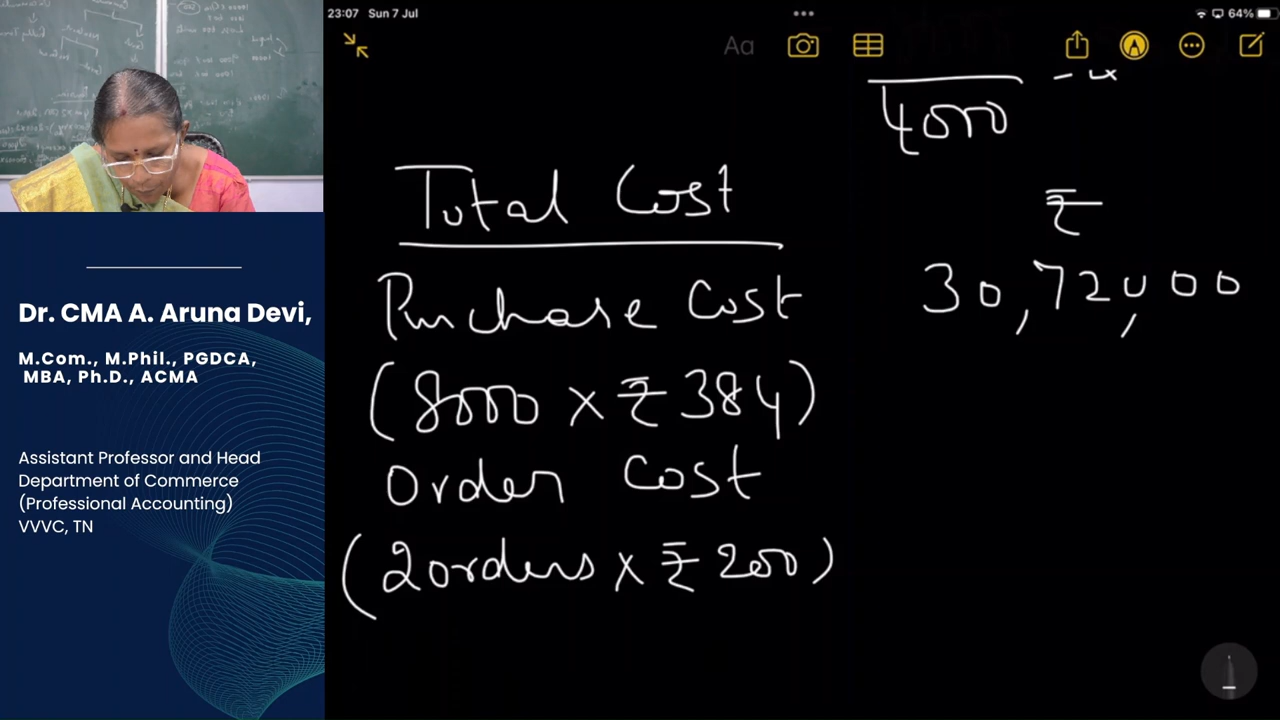 23:07 Sun 7 Jul
64%
Aa
4000
Total Cost
₹
Purchase Cost 30,72,000
(8000 x ₹ 384)
Order Cost
(2 orders x ₹ 200)
Dr. CMA A. Aruna Devi,
M.Com., M.Phil., PGDCA,
MBA, Ph.D., ACMA
Assistant Professor and Head
Department of Commerce
(Professional Accounting)
VVVC, TN